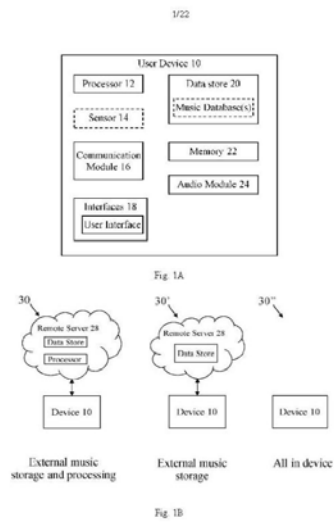 1/22
User Device 10
Processor 12
Data store 20
Music Database(s)
Sensor 14
Communication
Module 16
Memory 22
Audio Module 24
Interfaces 18
User Interface
Fig. 1A
30
30'
30"
Remote Server 28
Data Store
Processor
Remote Server 28
Data Store
Device 10
Device 10
Device 10
External music
storage and processing
External music
storage
All in device
Fig. 1B